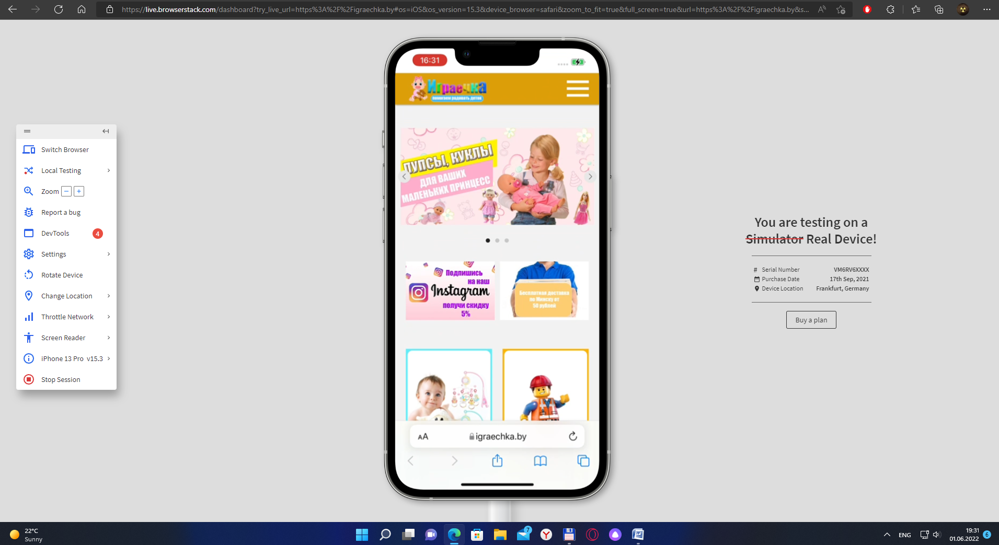 https://live.browserstack.com/dashboard?try_live_url=https%3A%2F%2Figraechka.by#os=iOS&os_version=15.3&device_browser=safari&zoom_to_fit=true&full_screen=true&url=https%3A%2F%2Figraechka.by&s...
Switch Browser
Local Testing
Zoom − +
Report a bug
DevTools 4
Settings
Rotate Device
Change Location
Throttle Network
Screen Reader
iPhone 13 Pro v15.3
Stop Session
16:31
Играечка
помогаем радовать деток
ПУПСЫ, КУКЛЫ
ДЛЯ ВАШИХ
МАЛЕНЬКИХ ПРИНЦЕСС
Подпишись
на наш
Instagram
получи скидку
5%
Бесплатная доставка
по Минску от
50 рублей
AA igraechka.by
You are testing on a
Simulator Real Device!
# Serial Number VM6RV6XXXX
Purchase Date 17th Sep, 2021
Device Location Frankfurt, Germany
Buy a plan
22°C
Sunny
7
ENG
19:31
01.06.2022
6